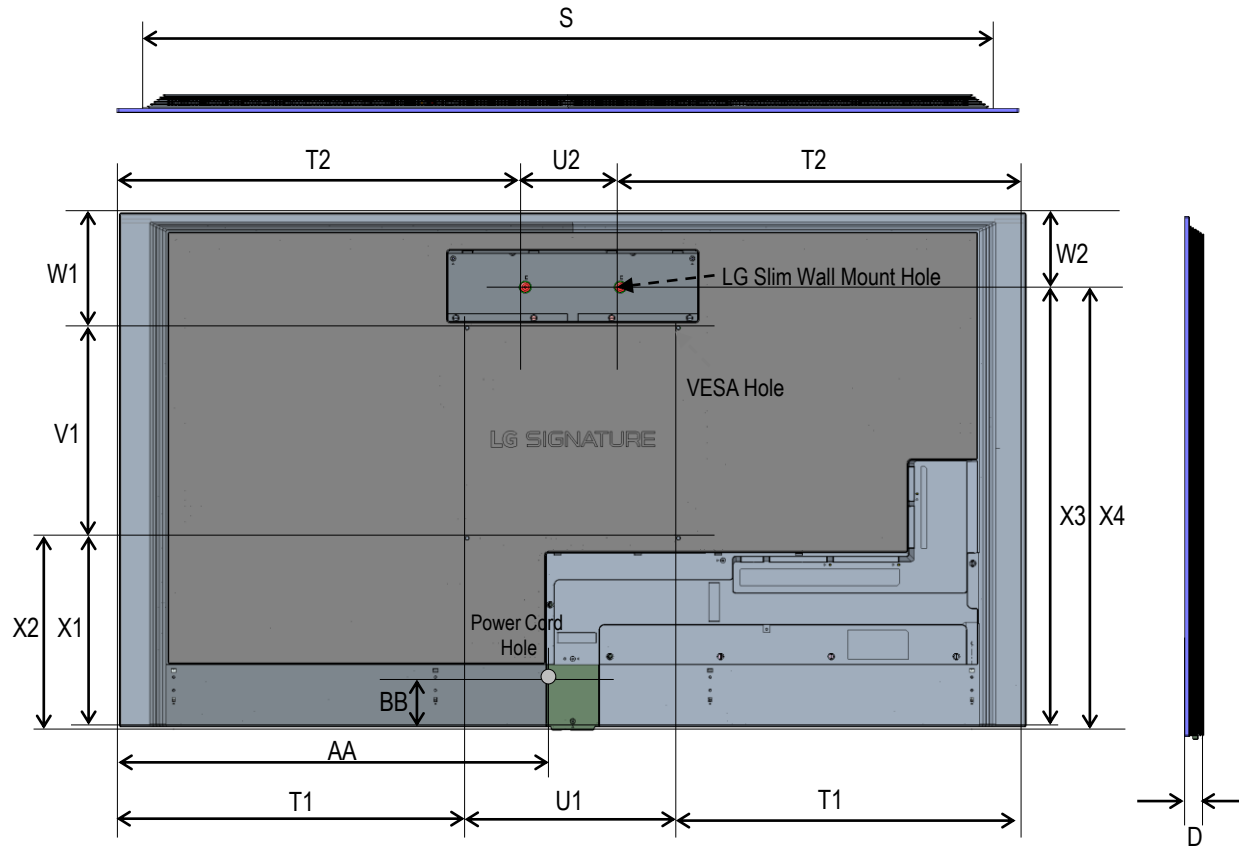 S
T2
U2
T2
W1
W2
E
E
LG Slim Wall Mount Hole
VESA Hole
V1
LG SIGNATURE
X3
X4
X2
X1
Power Cord
Hole
BB
AA
T1
U1
T1
D